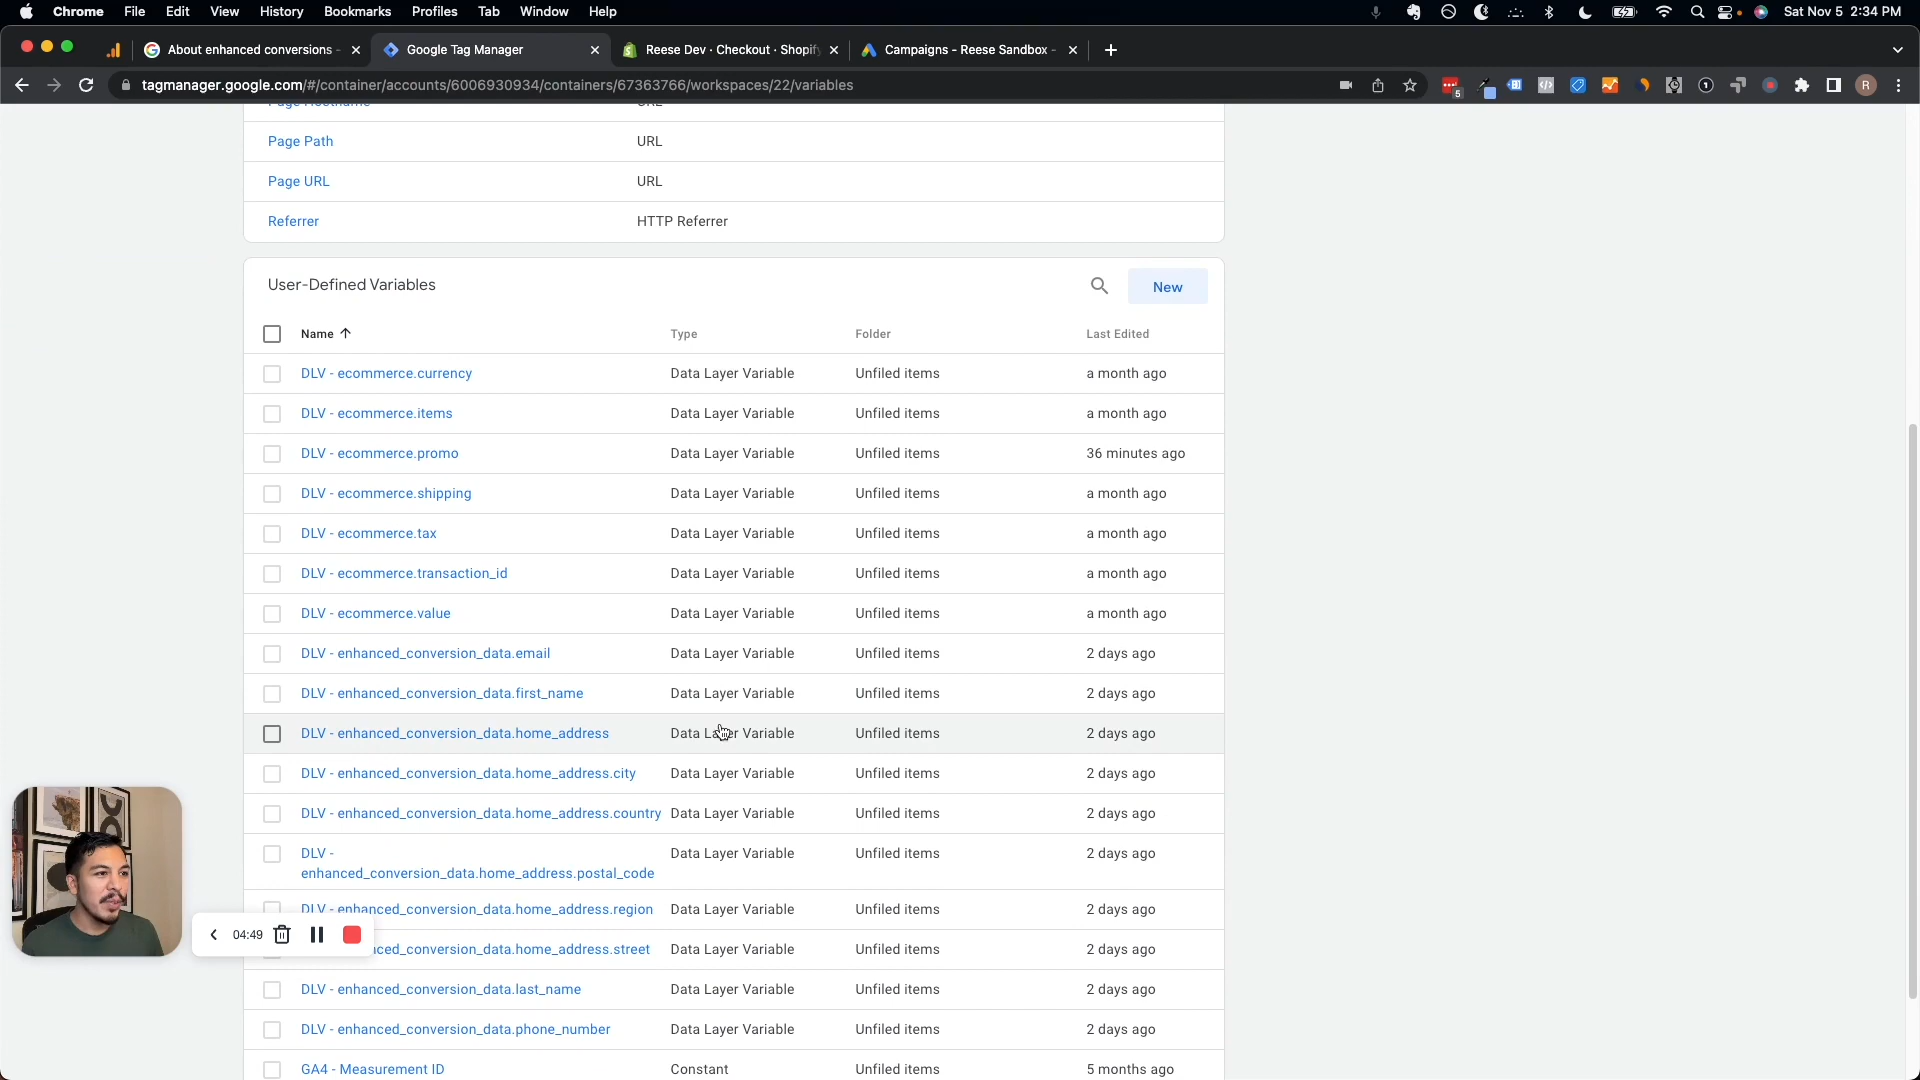 Chrome File Edit View History Bookmarks Profiles Tab Window Help Sat Nov 5 2:34 PM
About enhanced conversions - Google Tag Manager Reese Dev · Checkout · Shopify Campaigns - Reese Sandbox -
tagmanager.google.com/#/container/accounts/6006930934/containers/67363766/workspaces/22/variables
5
R
Page Hostname URL
Page Path URL
Page URL URL
Referrer HTTP Referrer
User-Defined Variables New
Name Type Folder Last Edited
DLV - ecommerce.currency Data Layer Variable Unfiled items a month ago
DLV - ecommerce.items Data Layer Variable Unfiled items a month ago
DLV - ecommerce.promo Data Layer Variable Unfiled items 36 minutes ago
DLV - ecommerce.shipping Data Layer Variable Unfiled items a month ago
DLV - ecommerce.tax Data Layer Variable Unfiled items a month ago
DLV - ecommerce.transaction_id Data Layer Variable Unfiled items a month ago
DLV - ecommerce.value Data Layer Variable Unfiled items a month ago
DLV - enhanced_conversion_data.email Data Layer Variable Unfiled items 2 days ago
DLV - enhanced_conversion_data.first_name Data Layer Variable Unfiled items 2 days ago
DLV - enhanced_conversion_data.home_address Data Layer Variable Unfiled items 2 days ago
DLV - enhanced_conversion_data.home_address.city Data Layer Variable Unfiled items 2 days ago
DLV - enhanced_conversion_data.home_address.country Data Layer Variable Unfiled items 2 days ago
DLV - Data Layer Variable Unfiled items 2 days ago
enhanced_conversion_data.home_address.postal_code
DLV - enhanced_conversion_data.home_address.region Data Layer Variable Unfiled items 2 days ago
04:49
nced_conversion_data.home_address.street Data Layer Variable Unfiled items 2 days ago
DLV - enhanced_conversion_data.last_name Data Layer Variable Unfiled items 2 days ago
DLV - enhanced_conversion_data.phone_number Data Layer Variable Unfiled items 2 days ago
GA4 - Measurement ID Constant Unfiled items 5 months ago